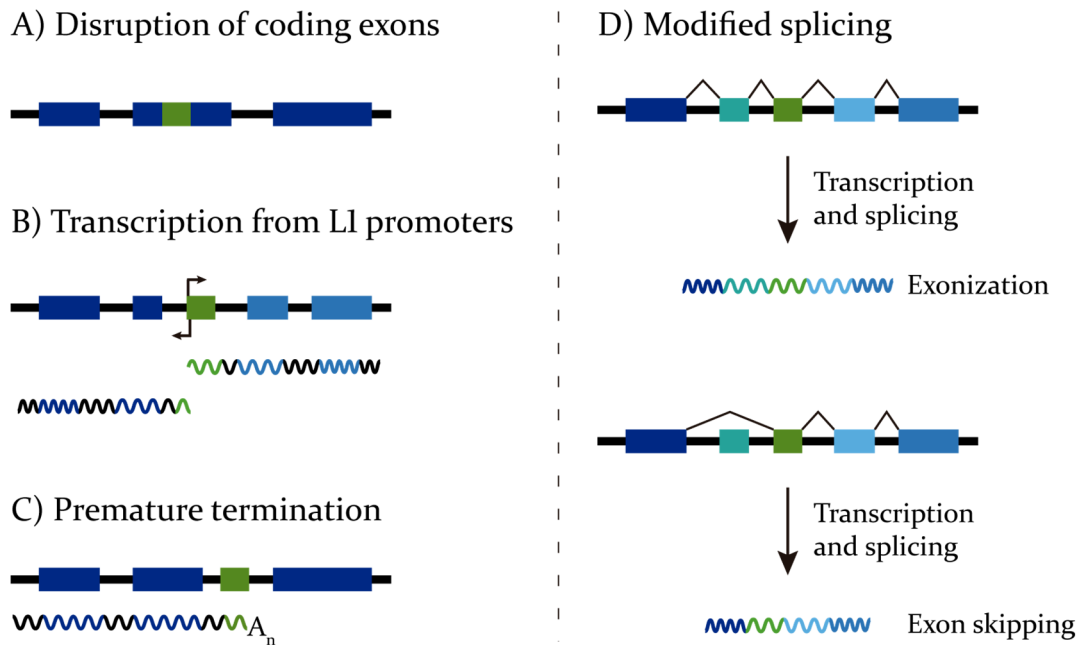 A) Disruption of coding exons
B) Transcription from L1 promoters
C) Premature termination
Aₙ
D) Modified splicing
Transcription
and splicing
Exonization
Transcription
and splicing
Exon skipping